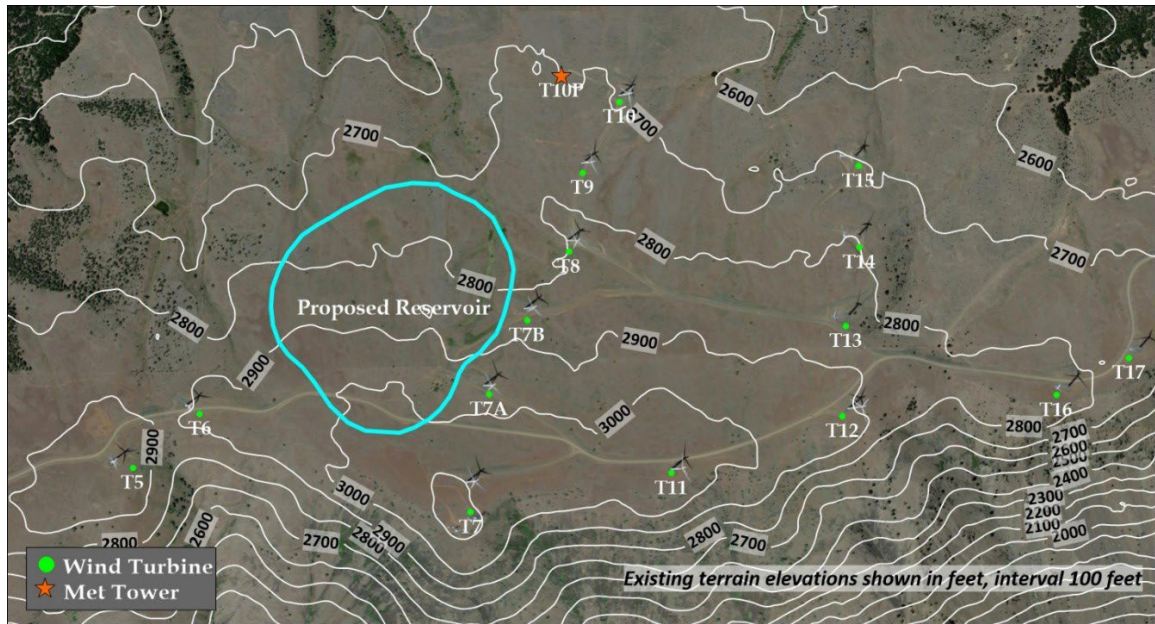 T10P
T10
2700
2600
2700
2600
T9
T15
2800
T8
T14
2700
2800
Proposed Reservoir
2800
T7B
2800
T13
2900
2900
T17
T7A
T16
T6
3000
T12
2800
2700
2600
2500
2400
2900
T5
T11
3000
2300
2200
2100
2000
T7
2900
2800
2600
2700
2800
2700
2800
Wind Turbine
Met Tower
Existing terrain elevations shown in feet, interval 100 feet